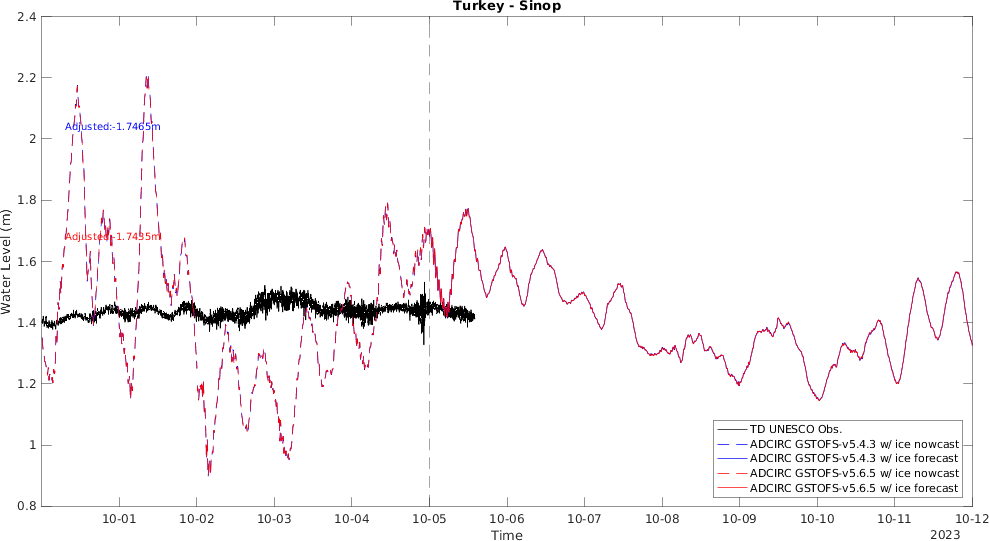 Turkey - Sinop
2.4
2.2
2
1.8
1.6
1.4
1.2
1
0.8
Water Level (m)
Adjusted:-1.7465m
Adjusted:-1.7435m
TD UNESCO Obs.
ADCIRC GSTOFS-v5.4.3 w/ ice nowcast
ADCIRC GSTOFS-v5.4.3 w/ ice forecast
ADCIRC GSTOFS-v5.6.5 w/ ice nowcast
ADCIRC GSTOFS-v5.6.5 w/ ice forecast
10-01 10-02 10-03 10-04 10-05 10-06 10-07 10-08 10-09 10-10 10-11 10-12
Time
2023